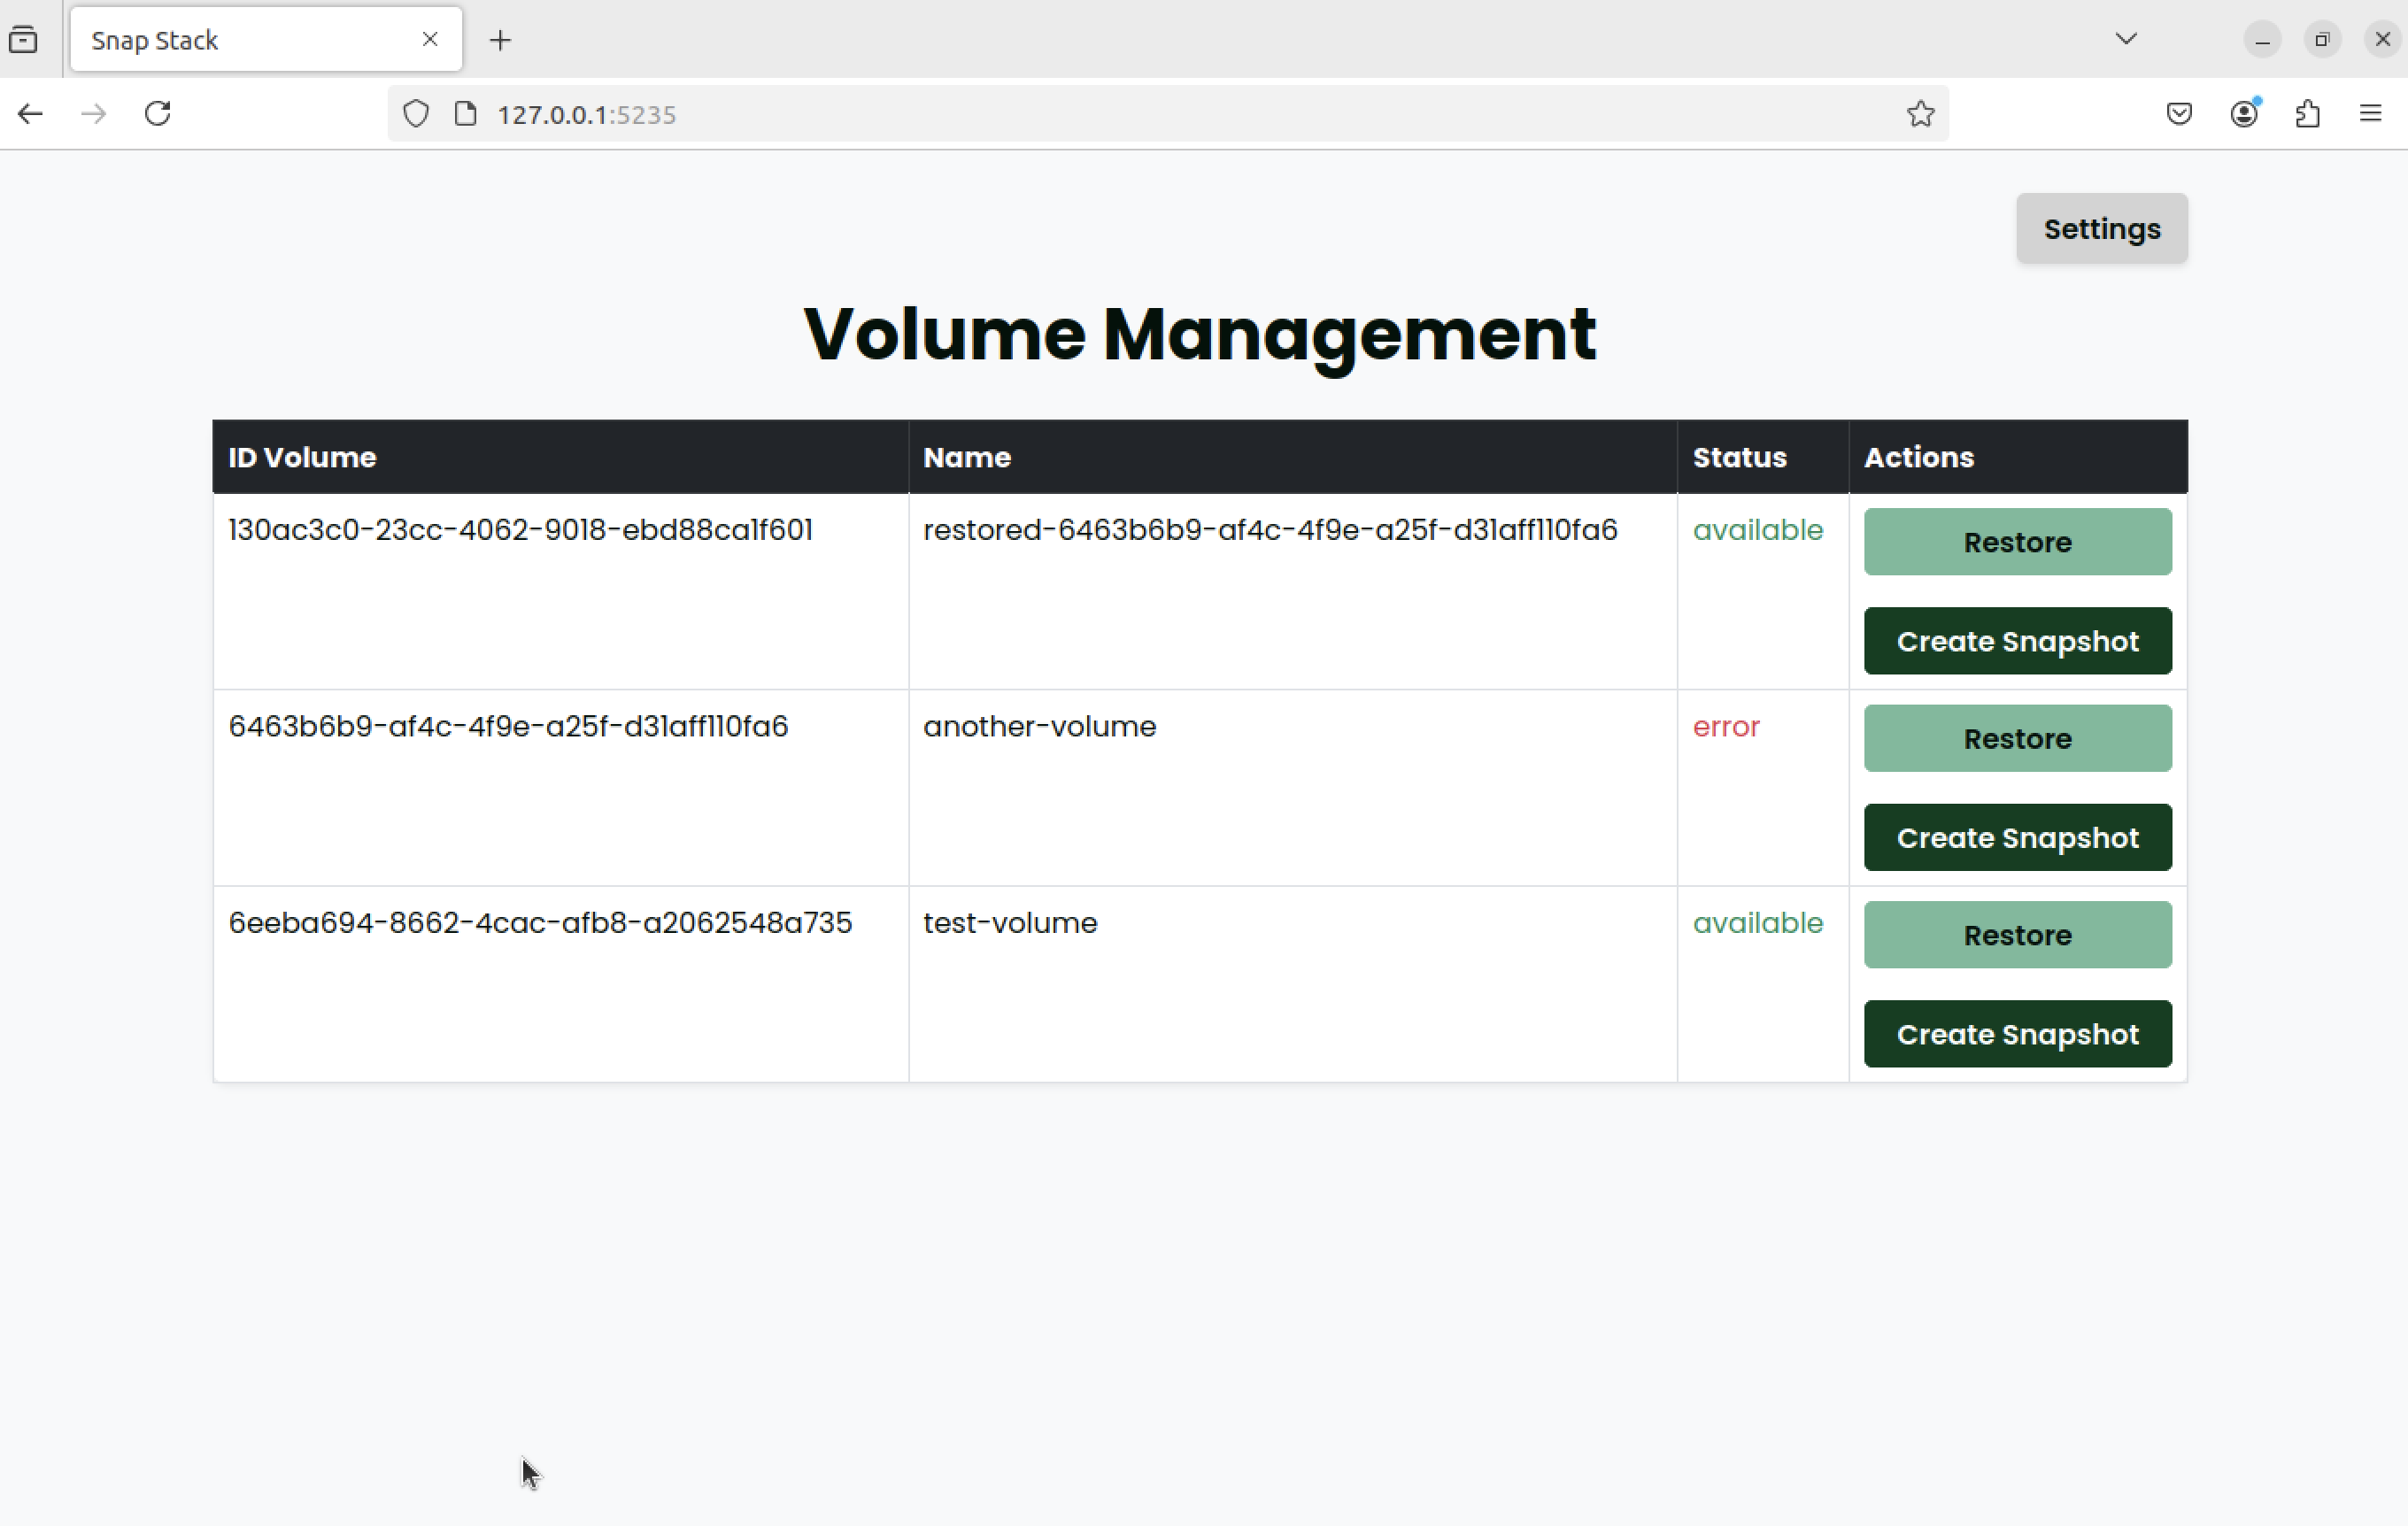 Snap Stack
127.0.0.1:5235
Settings
Volume Management
ID Volume Name Status Actions
130ac3c0-23cc-4062-9018-ebd88ca1f601 restored-6463b6b9-af4c-4f9e-a25f-d31aff110fa6 available Restore
Create Snapshot
6463b6b9-af4c-4f9e-a25f-d31aff110fa6 another-volume error Restore
Create Snapshot
6eeba694-8662-4cac-afb8-a2062548a735 test-volume available Restore
Create Snapshot